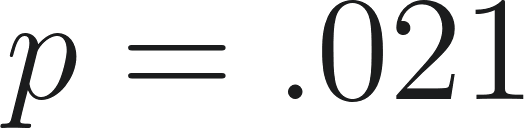 p = .021